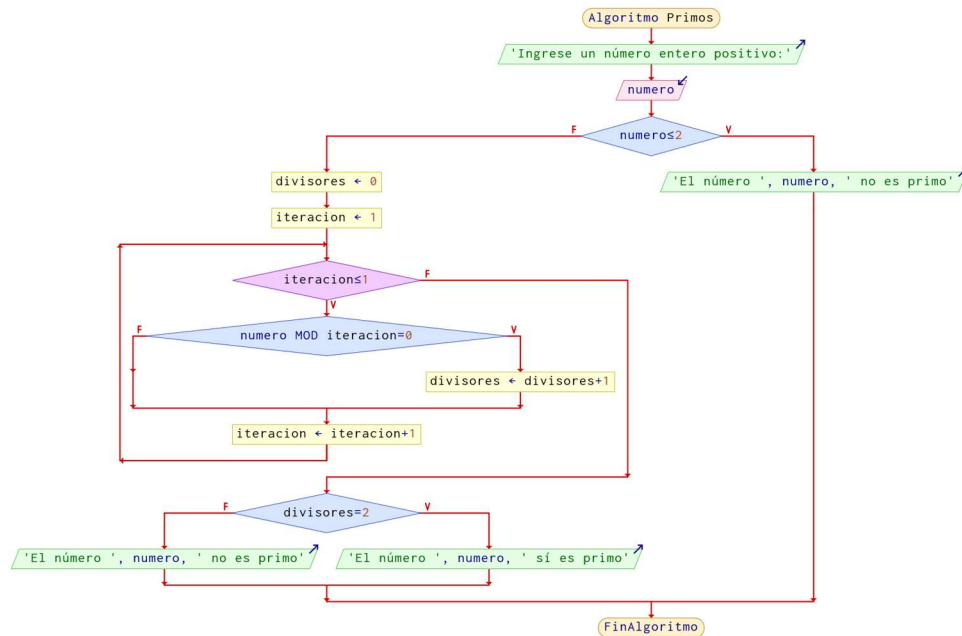 Algoritmo Primos
'Ingrese un número entero positivo:'
numero
F
numero≤2
V
divisores ← 0
'El número ', numero, ' no es primo'
iteracion ← 1
iteracion≤1
F
V
F
numero MOD iteracion=0
V
divisores ← divisores+1
iteracion ← iteracion+1
F
divisores=2
V
'El número ', numero, ' no es primo'
'El número ', numero, ' sí es primo'
FinAlgoritmo